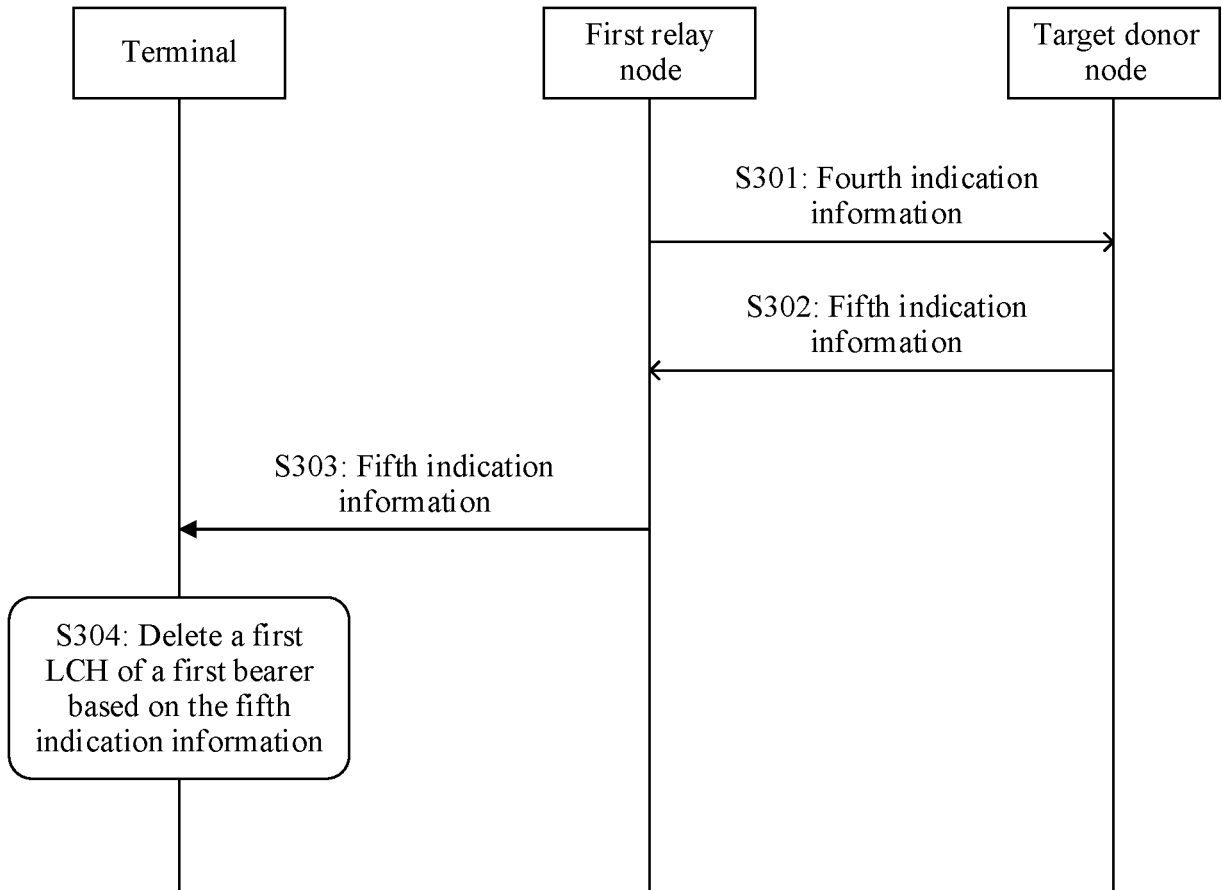 Terminal
First relay
node
Target donor
node
S301: Fourth indication
information
S302: Fifth indication
information
S303: Fifth indication
information
S304: Delete a first
LCH of a first bearer
based on the fifth
indication information